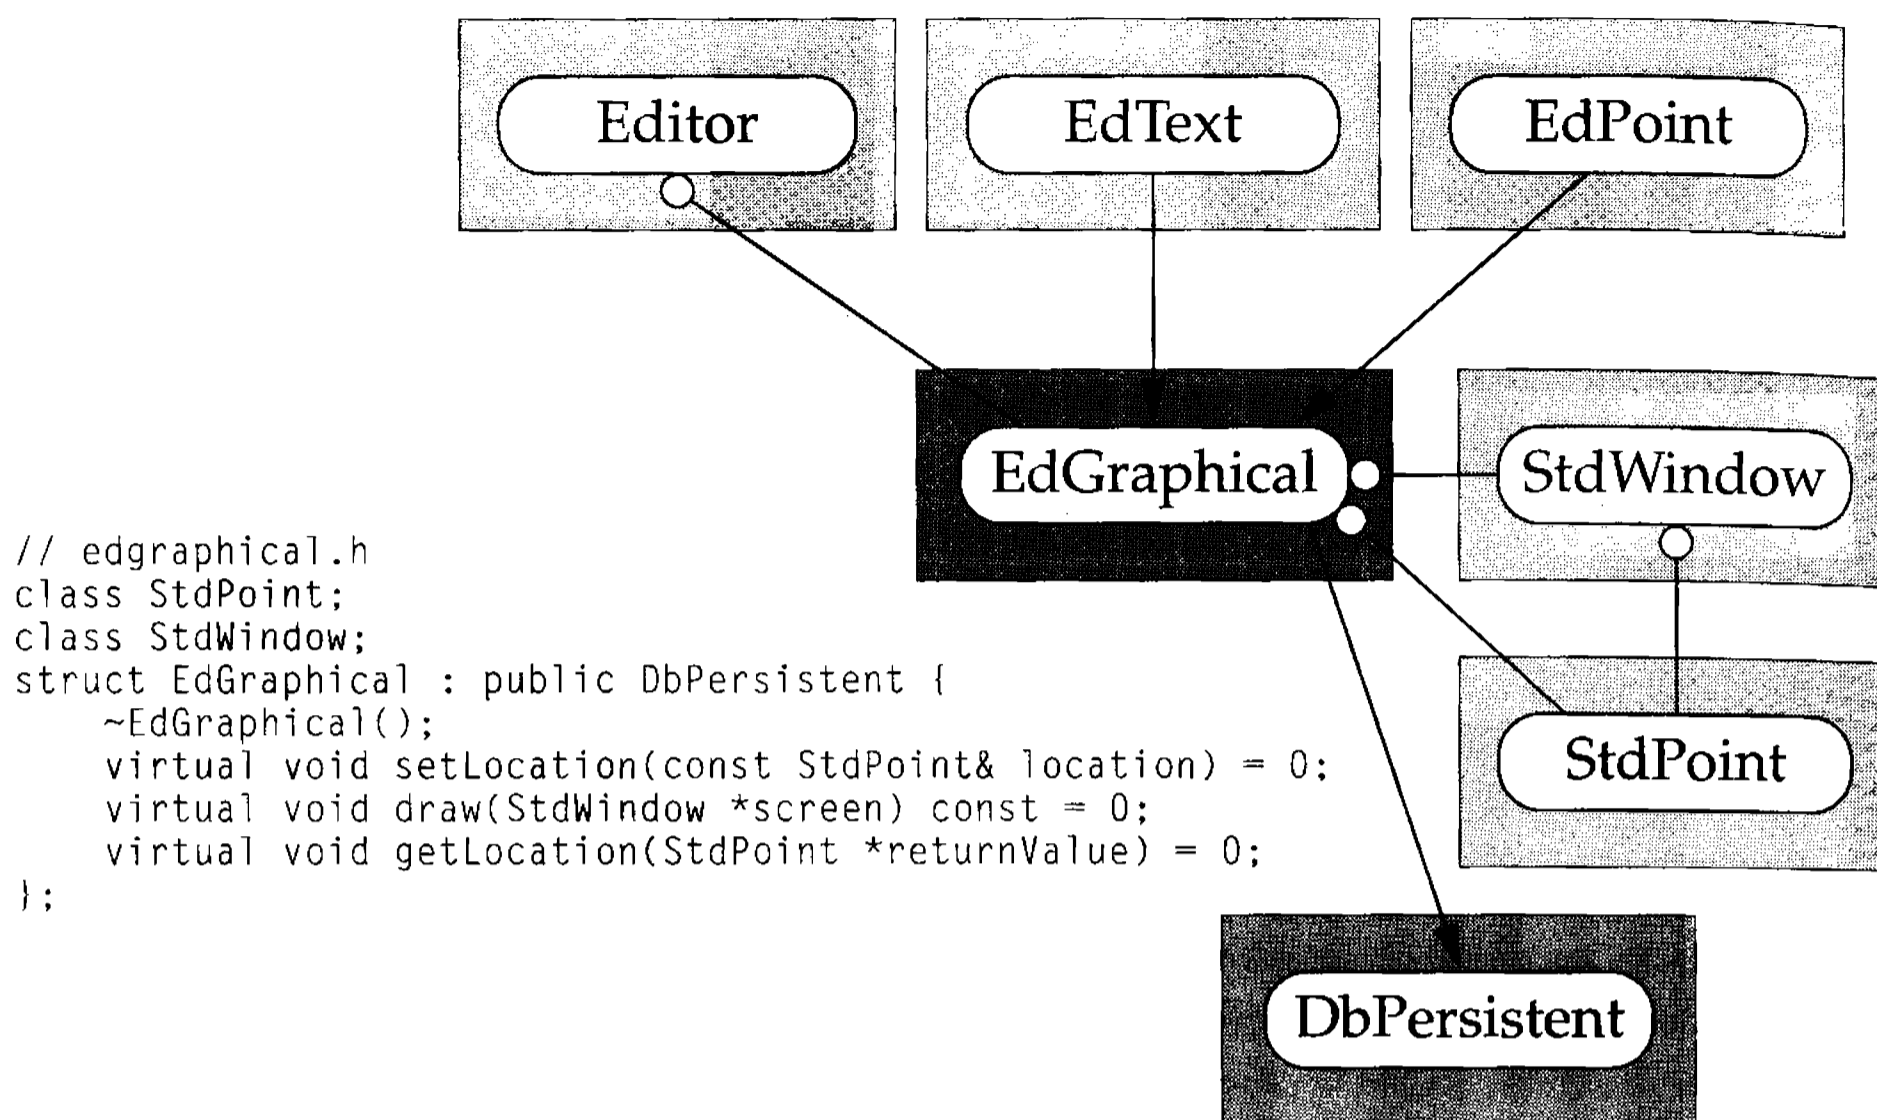 Editor
EdText
EdPoint
EdGraphical
StdWindow
// edgraphical.h
class StdPoint;
class StdWindow;
struct EdGraphical : public DbPersistent {
    ~EdGraphical();
    virtual void setLocation(const StdPoint& location) = 0;
    virtual void draw(StdWindow *screen) const = 0;
    virtual void getLocation(StdPoint *returnValue) = 0;
};
StdPoint
DbPersistent